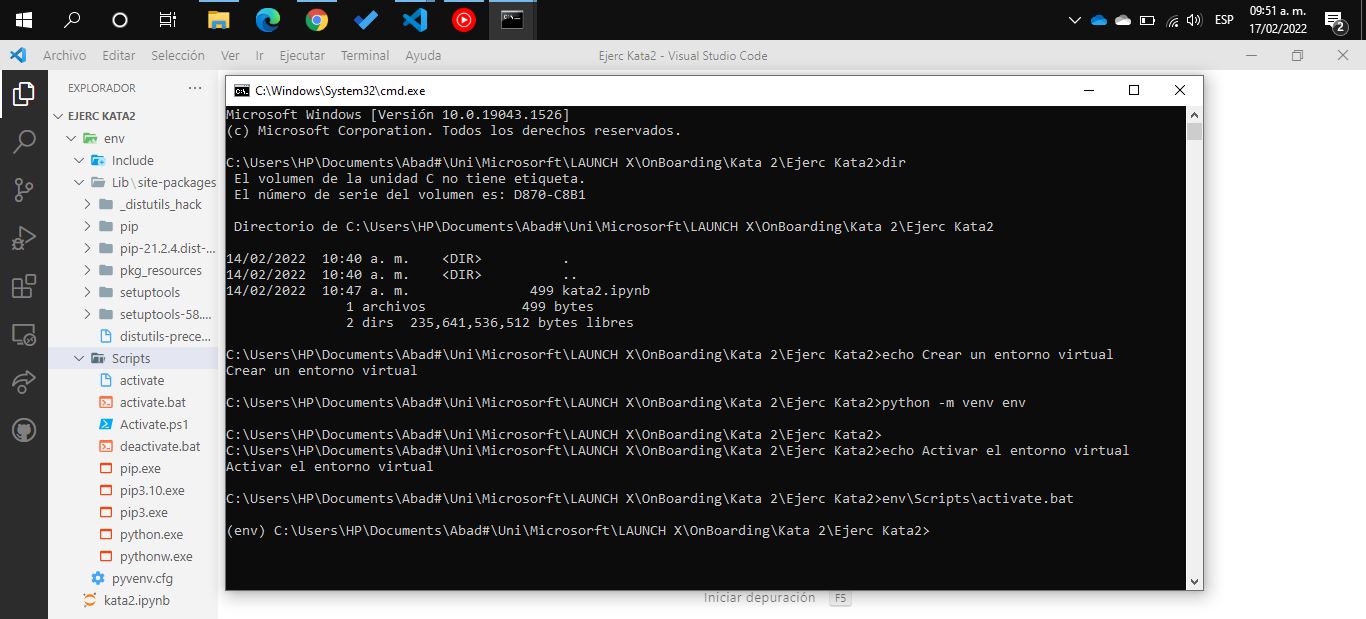 ESP
09:51 a. m.
17/02/2022
2
Archivo Editar Selección Ver Ir Ejecutar Terminal Ayuda
Ejerc Kata2 - Visual Studio Code
EXPLORADOR
EJERC KATA2
env
Include
Lib\site-packages
_distutils_hack
pip
pip-21.2.4.dist-...
pkg_resources
setuptools
setuptools-58....
distutils-prece...
Scripts
activate
activate.bat
Activate.ps1
deactivate.bat
pip.exe
pip3.10.exe
pip3.exe
python.exe
pythonw.exe
pyvenv.cfg
kata2.ipynb
C:\Windows\System32\cmd.exe
Microsoft Windows [Versión 10.0.19043.1526]
(c) Microsoft Corporation. Todos los derechos reservados.
C:\Users\HP\Documents\Abad#\Uni\Microsorft\LAUNCH X\OnBoarding\Kata 2\Ejerc Kata2>dir
El volumen de la unidad C no tiene etiqueta.
El número de serie del volumen es: D870-C8B1
Directorio de C:\Users\HP\Documents\Abad#\Uni\Microsorft\LAUNCH X\OnBoarding\Kata 2\Ejerc Kata2
14/02/2022  10:40 a. m.    <DIR>          .
14/02/2022  10:40 a. m.    <DIR>          ..
14/02/2022  10:47 a. m.               499 kata2.ipynb
1 archivos            499 bytes
2 dirs  235,641,536,512 bytes libres
C:\Users\HP\Documents\Abad#\Uni\Microsorft\LAUNCH X\OnBoarding\Kata 2\Ejerc Kata2>echo Crear un entorno virtual
Crear un entorno virtual
C:\Users\HP\Documents\Abad#\Uni\Microsorft\LAUNCH X\OnBoarding\Kata 2\Ejerc Kata2>python -m venv env
C:\Users\HP\Documents\Abad#\Uni\Microsorft\LAUNCH X\OnBoarding\Kata 2\Ejerc Kata2>
C:\Users\HP\Documents\Abad#\Uni\Microsorft\LAUNCH X\OnBoarding\Kata 2\Ejerc Kata2>echo Activar el entorno virtual
Activar el entorno virtual
C:\Users\HP\Documents\Abad#\Uni\Microsorft\LAUNCH X\OnBoarding\Kata 2\Ejerc Kata2>env\Scripts\activate.bat
(env) C:\Users\HP\Documents\Abad#\Uni\Microsorft\LAUNCH X\OnBoarding\Kata 2\Ejerc Kata2>
Iniciar depuración F5